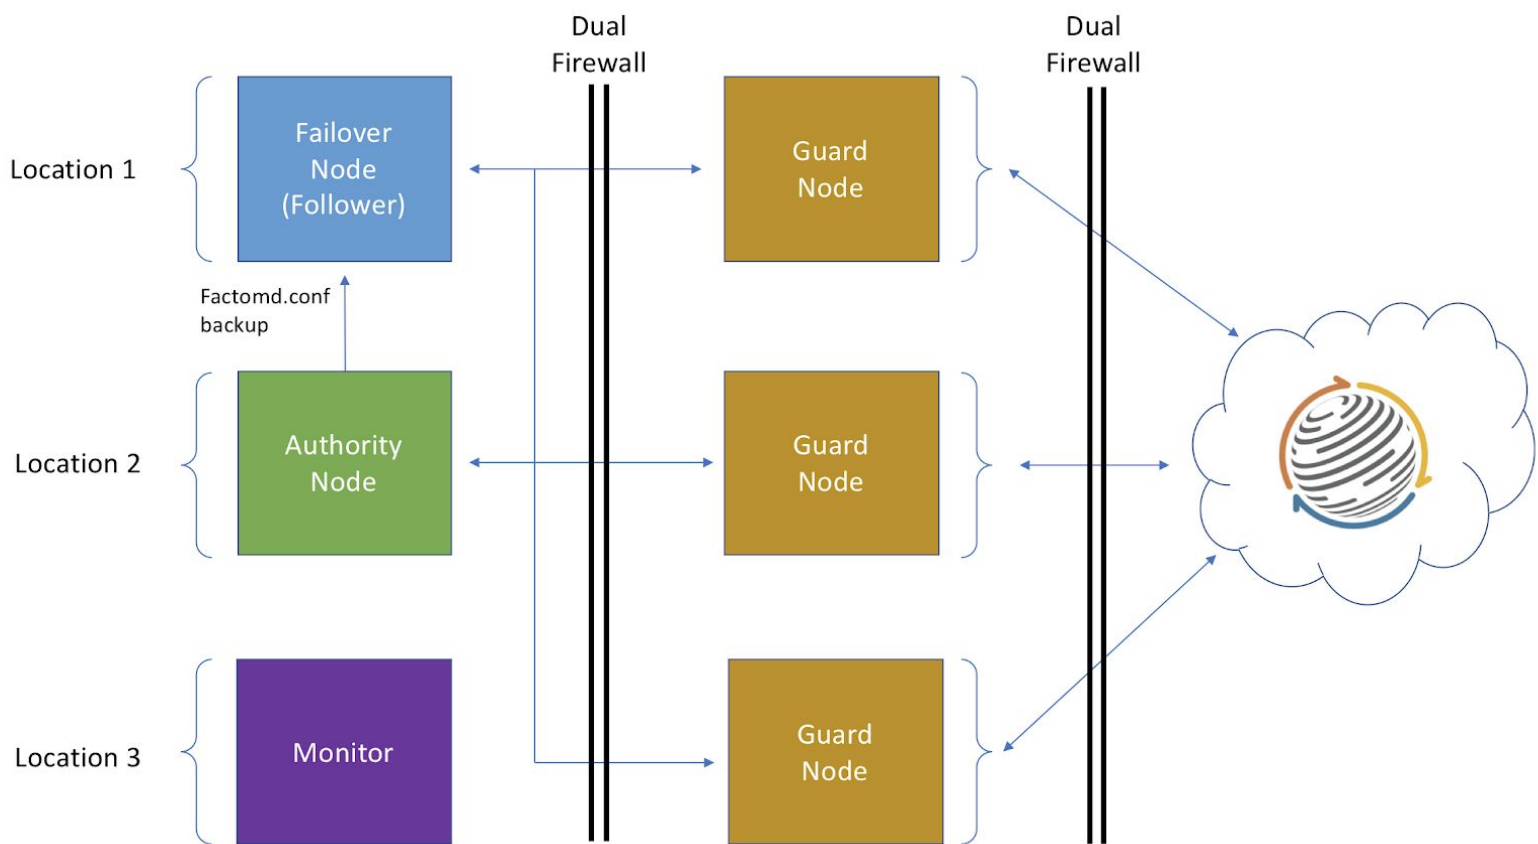 Dual
Firewall
Dual
Firewall
Location 1
Failover
Node
(Follower)
Guard
Node
Factomd.conf
backup
Location 2
Authority
Node
Guard
Node
Location 3
Monitor
Guard
Node